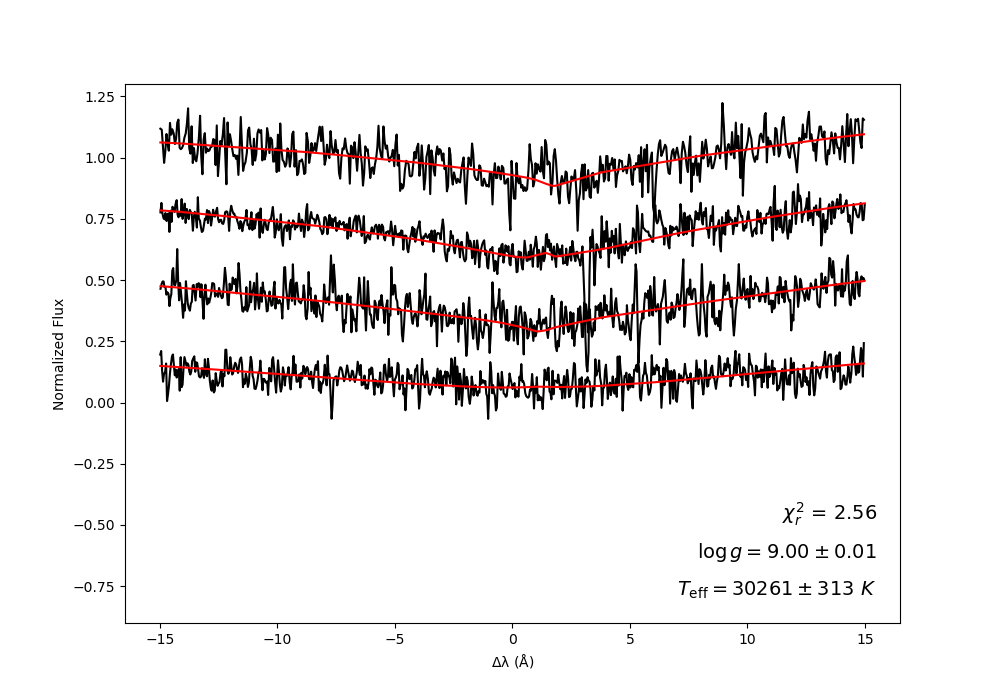 1.25
1.00
0.75
0.50
0.25
0.00
−0.25
−0.50
−0.75
Normalized Flux
χ²ᵣ = 2.56
log g = 9.00 ± 0.01
T_eff = 30261 ± 313 K
−15 −10 −5 0 5 10 15
Δλ (Å)